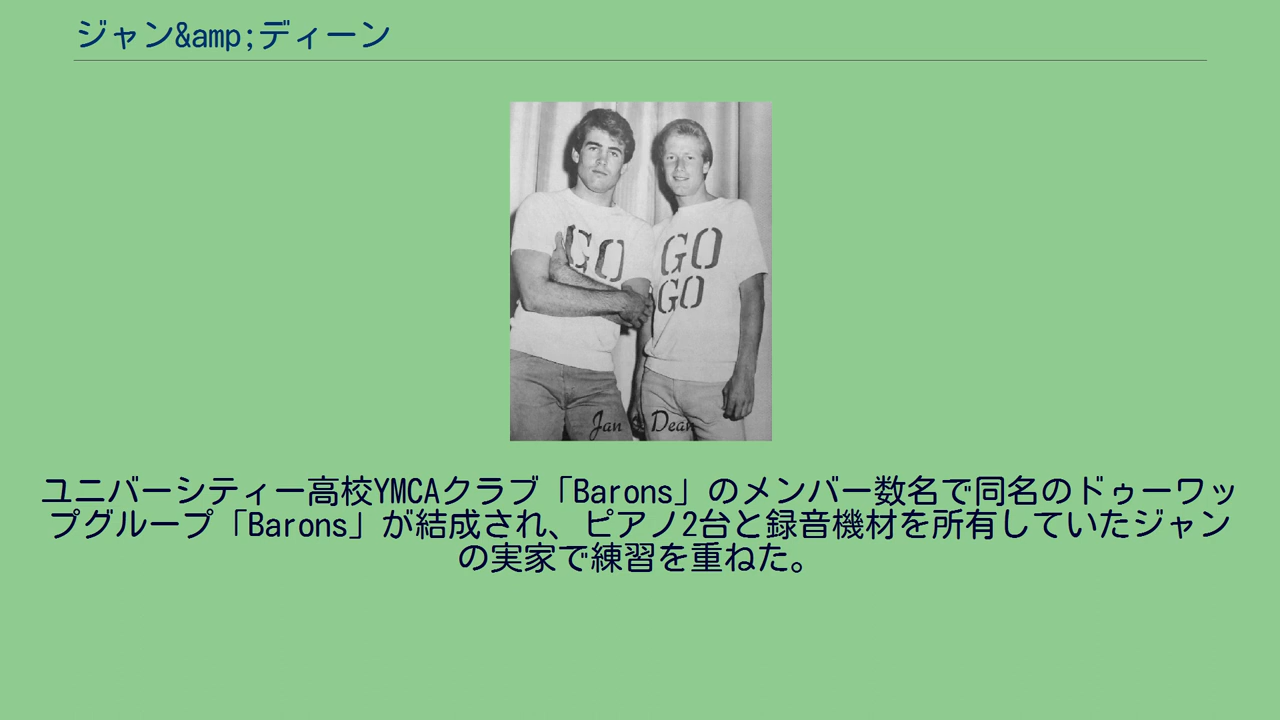 ジャン&amp;ディーン
GO
GO
GO
Jan & Dean
ユニバーシティー高校YMCAクラブ「Barons」のメンバー数名で同名のドゥーワッ
プグループ「Barons」が結成され、ピアノ2台と録音機材を所有していたジャン
の実家で練習を重ねた。